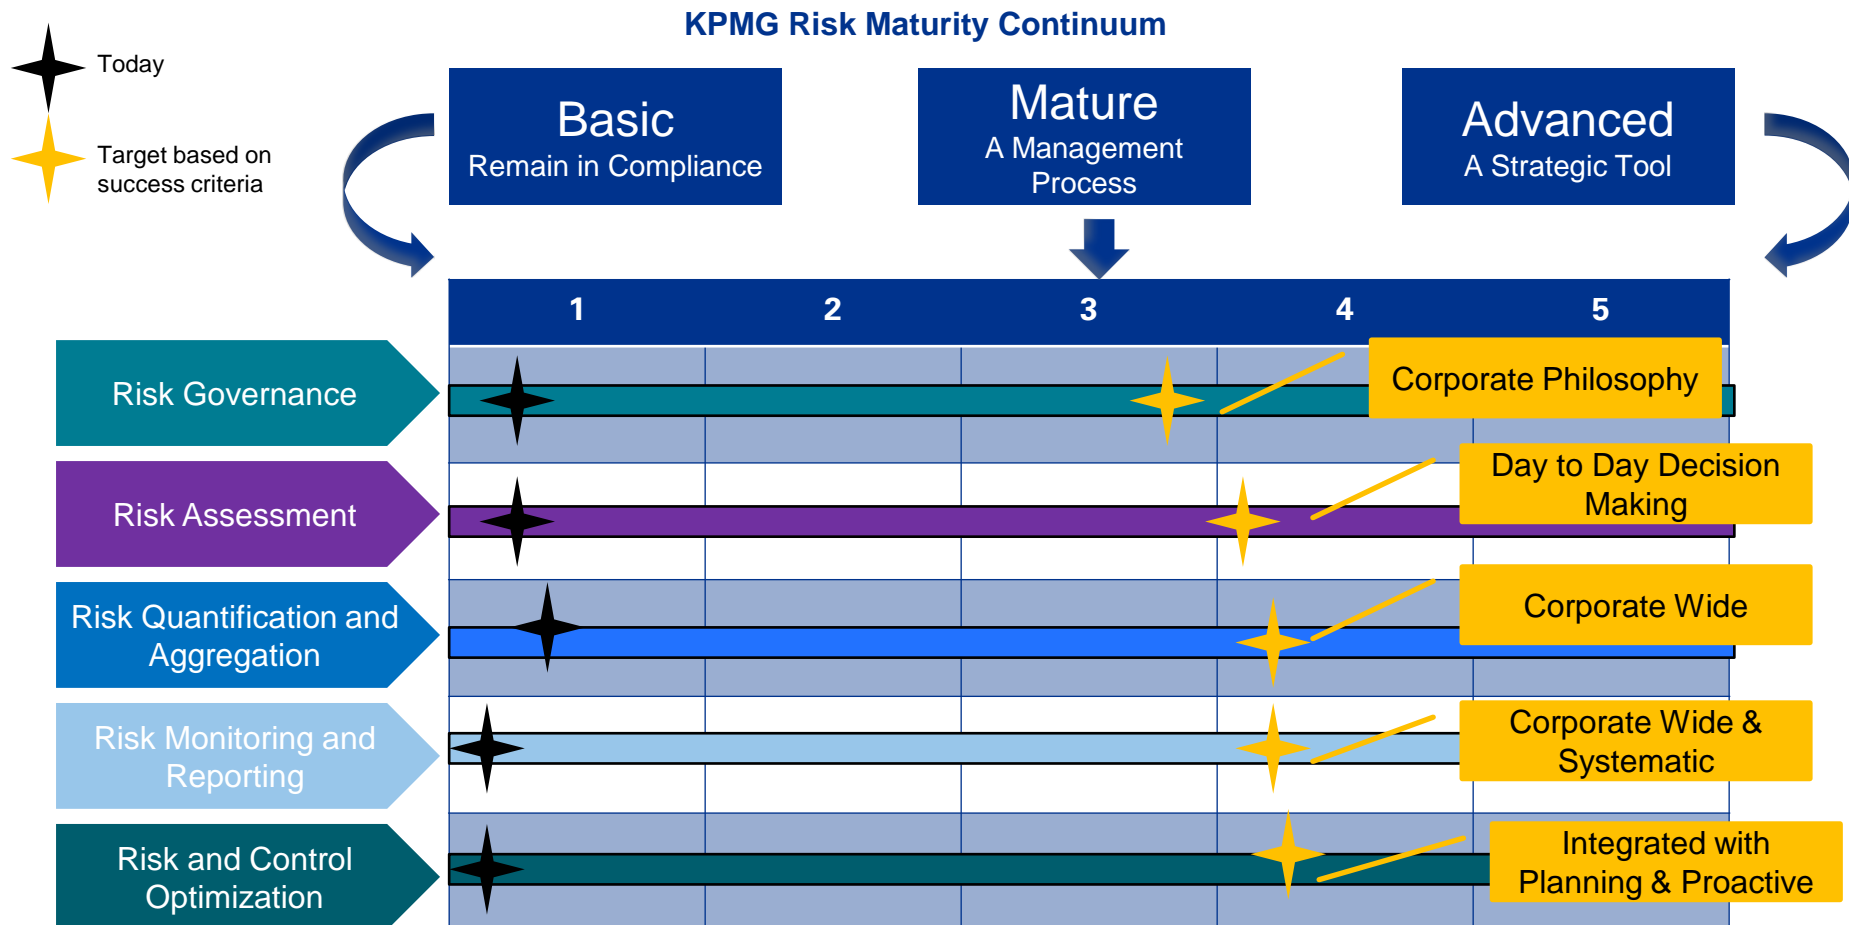 KPMG Risk Maturity Continuum
Today
Target based on
success criteria
Basic
Remain in Compliance
Mature
A Management
Process
Advanced
A Strategic Tool
1 2 3 4 5
Risk Governance
Corporate Philosophy
Risk Assessment
Day to Day Decision
Making
Risk Quantification and
Aggregation
Corporate Wide
Risk Monitoring and
Reporting
Corporate Wide &
Systematic
Risk and Control
Optimization
Integrated with
Planning & Proactive